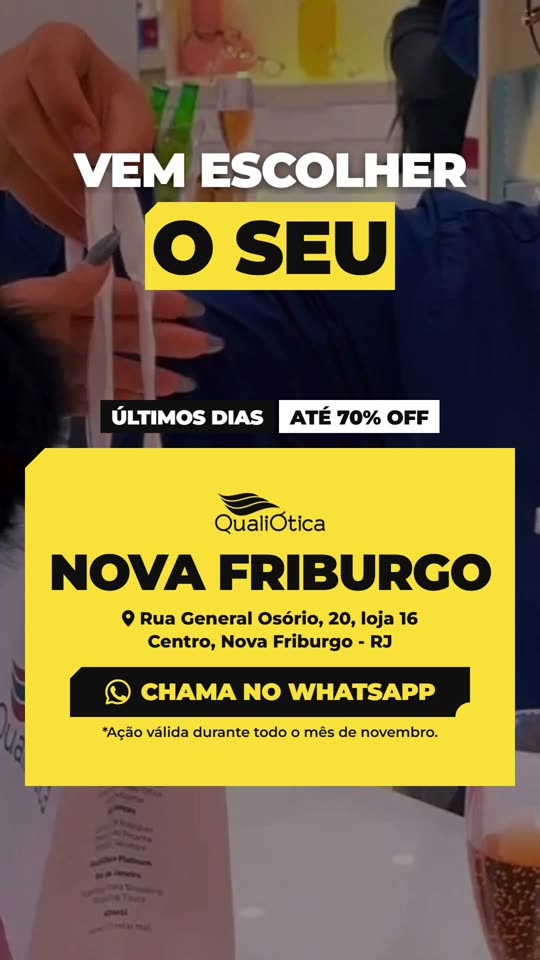 VEM ESCOLHER
O SEU
ÚLTIMOS DIAS ATÉ 70% OFF
QualiÓtica
NOVA FRIBURGO
Rua General Osório, 20, loja 16
Centro, Nova Friburgo - RJ
CHAMA NO WHATSAPP
*Ação válida durante todo o mês de novembro.